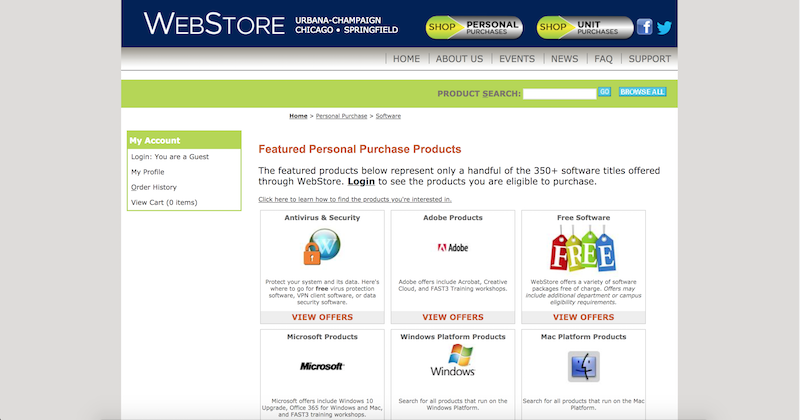 WEBSTORE
URBANA-CHAMPAIGN
CHICAGO • SPRINGFIELD
SHOP PERSONAL PURCHASES
SHOP UNIT PURCHASES
HOME | ABOUT US | EVENTS | NEWS | FAQ | SUPPORT
PRODUCT SEARCH: GO BROWSE ALL
Home > Personal Purchase > Software
My Account
Login: You are a Guest
My Profile
Order History
View Cart (0 items)
Featured Personal Purchase Products
The featured products below represent only a handful of the 350+ software titles offered
through WebStore. Login to see the products you are eligible to purchase.
Click here to learn how to find the products you're interested in.
Antivirus & Security
W
Protect your system and its data. Here's
where to go for free virus protection
software, VPN client software, or data
security software.
VIEW OFFERS
Adobe Products
Adobe
Adobe offers include Acrobat, Creative
Cloud, and FAST3 Training workshops.
VIEW OFFERS
Free Software
FREE
WebStore offers a variety of software
packages free of charge. Offers may
include additional department or campus
eligibility requirements.
VIEW OFFERS
Microsoft Products
Microsoft
Microsoft offers include Windows 10
Upgrade, Office 365 for Windows and Mac,
and FAST3 training workshops.
Windows Platform Products
Windows
Search for all products that run on the
Windows Platform.
Mac Platform Products
Search for all products that run on the Mac
Platform.